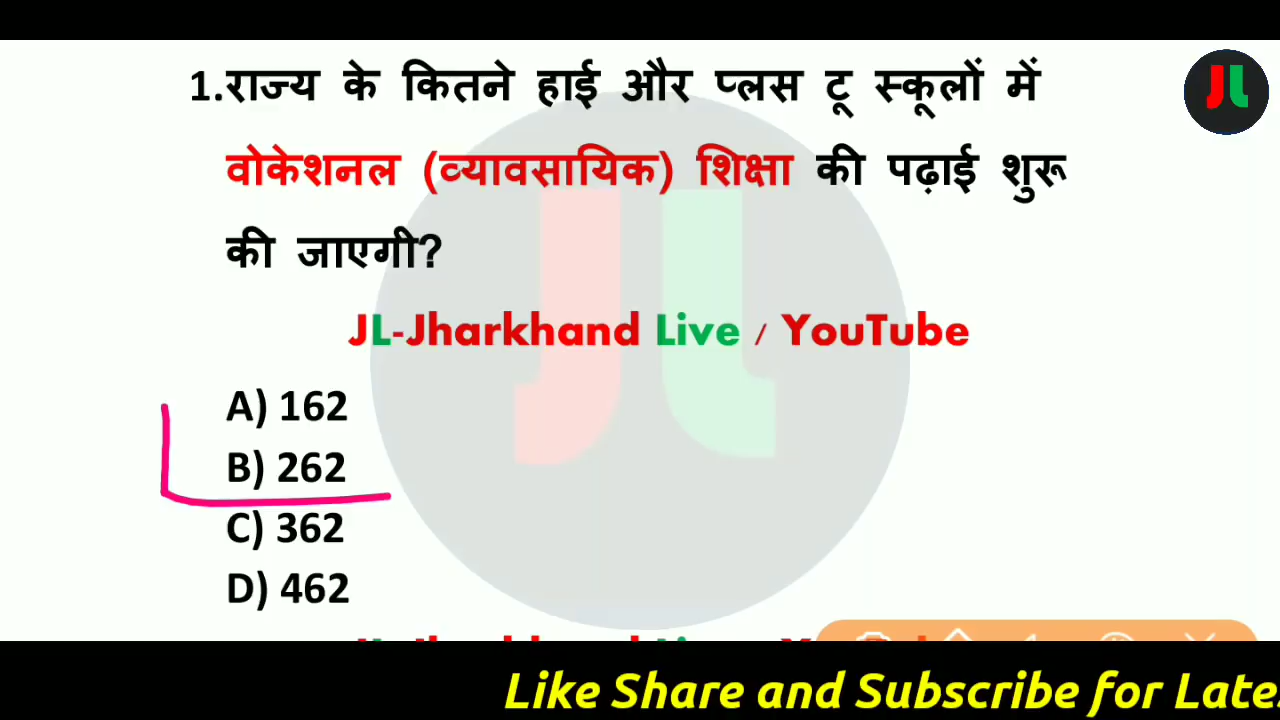 1.राज्य के कितने हाई और प्लस टू स्कूलों में
वोकेशनल (व्यावसायिक) शिक्षा की पढ़ाई शुरू
की जाएगी?
JL-Jharkhand Live / YouTube
A) 162
B) 262
C) 362
D) 462
Like Share and Subscribe for Late
JL